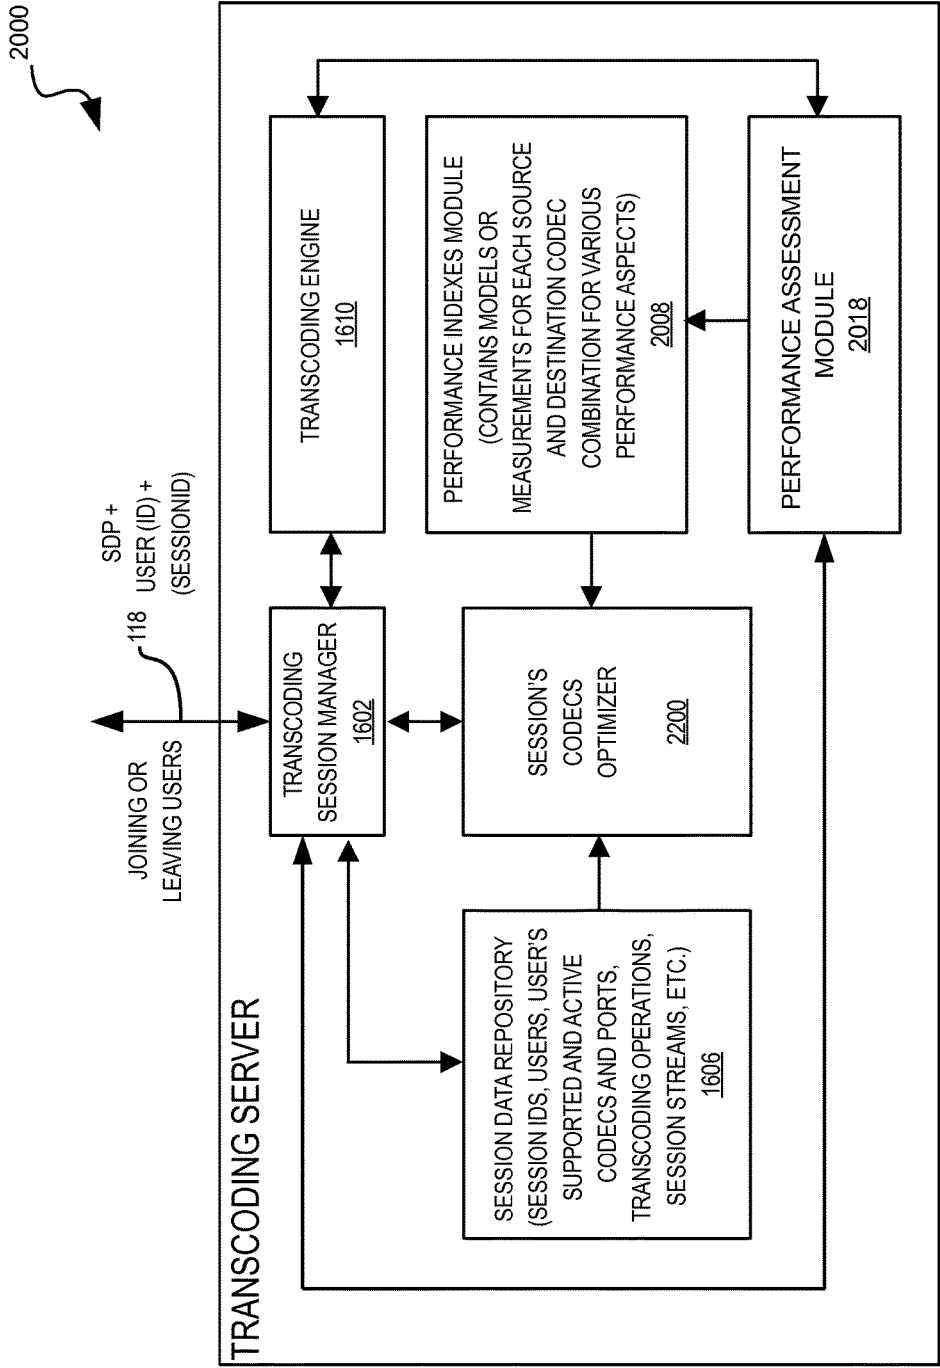 2000
SDP +
USER (ID) +
(SESSIONID)
118
JOINING OR
LEAVING USERS
TRANSCODING SERVER
TRANSCODING
SESSION MANAGER
1602
TRANSCODING ENGINE
1610
SESSION DATA REPOSITORY
(SESSION IDS, USERS, USER'S
SUPPORTED AND ACTIVE
CODECS AND PORTS,
TRANSCODING OPERATIONS,
SESSION STREAMS, ETC.)
1606
SESSION'S
CODECS
OPTIMIZER
2200
PERFORMANCE INDEXES MODULE
(CONTAINS MODELS OR
MEASUREMENTS FOR EACH SOURCE
AND DESTINATION CODEC
COMBINATION FOR VARIOUS
PERFORMANCE ASPECTS)
2008
PERFORMANCE ASSESSMENT
MODULE
2018